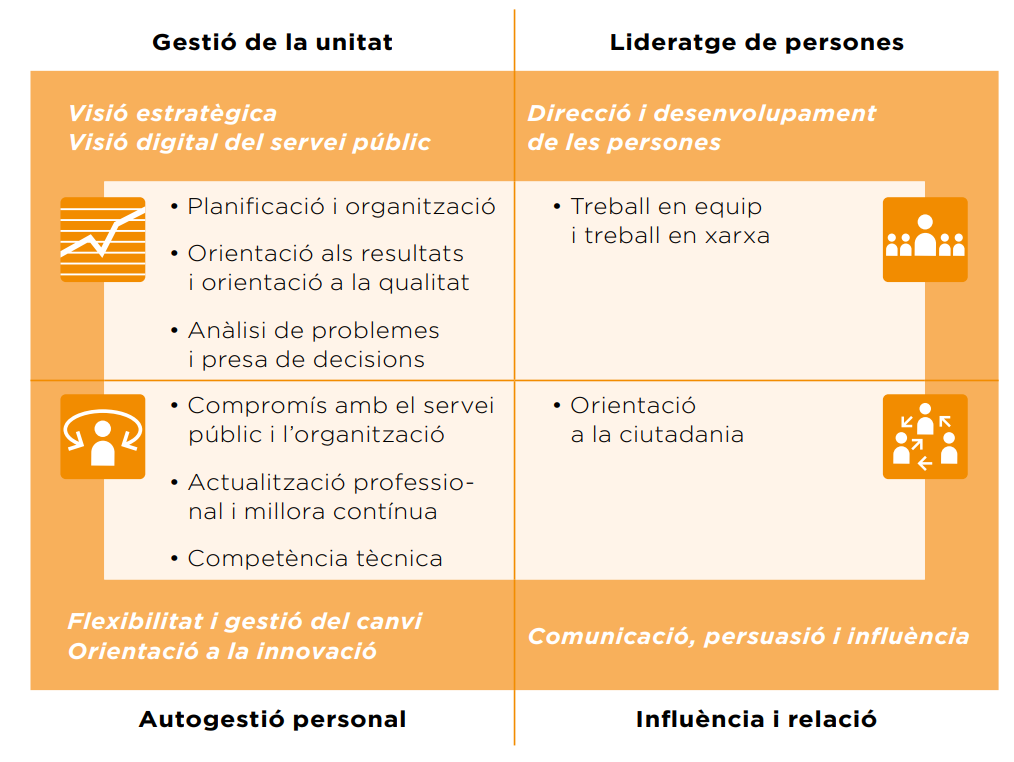 Gestió de la unitat
Lideratge de persones
Visió estratègica
Visió digital del servei públic
Direcció i desenvolupament
de les persones
• Planificació i organització
• Orientació als resultats
i orientació a la qualitat
• Anàlisi de problemes
i presa de decisions
• Treball en equip
i treball en xarxa
• Compromís amb el servei
públic i l’organització
• Actualització professio-
nal i millora contínua
• Competència tècnica
• Orientació
a la ciutadania
Flexibilitat i gestió del canvi
Orientació a la innovació
Comunicació, persuasió i influència
Autogestió personal
Influència i relació